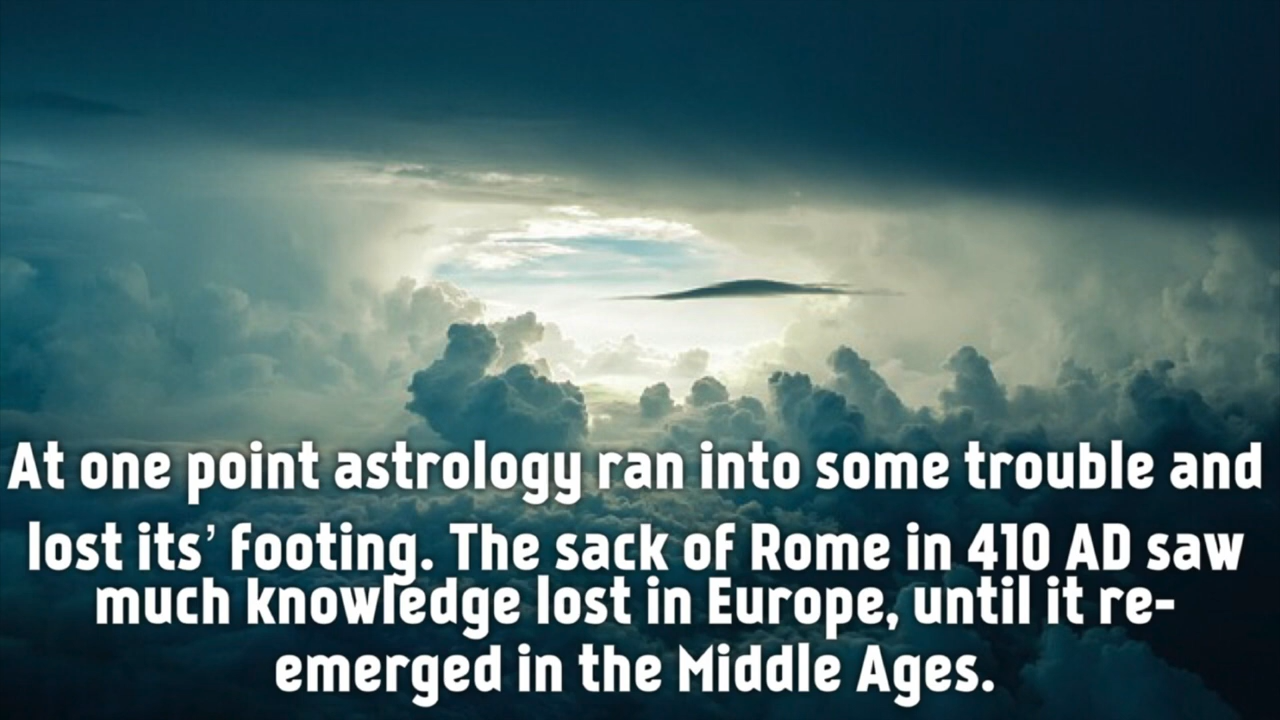 At one point astrology ran into some trouble and
lost its’ footing. The sack of Rome in 410 AD saw
much knowledge lost in Europe, until it re-
emerged in the Middle Ages.